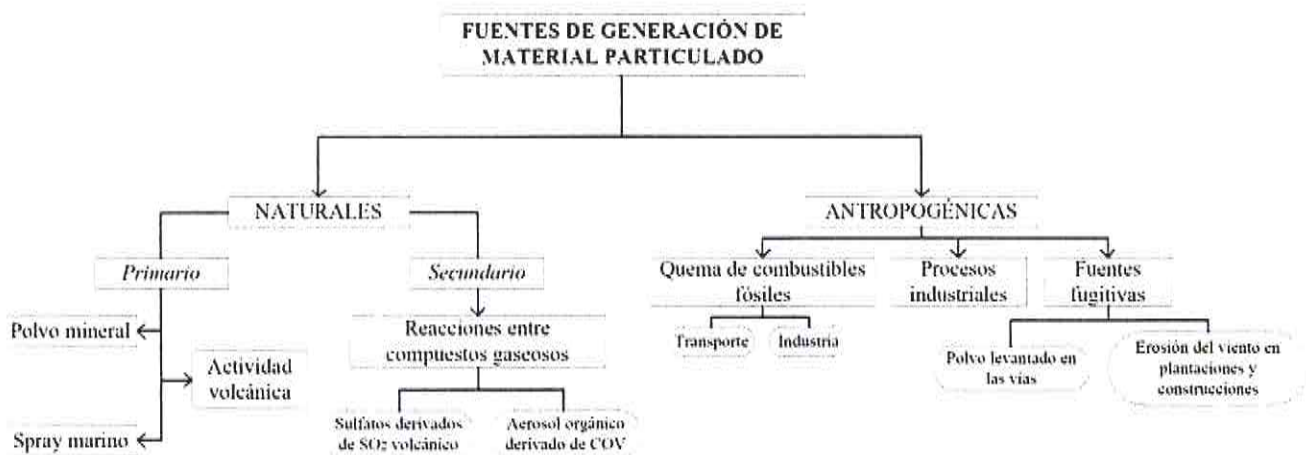 FUENTES DE GENERACIÓN DE
MATERIAL PARTICULADO
NATURALES
ANTROPOGÉNICAS
Primario
Secundario
Quema de combustibles
fósiles
Procesos
industriales
Fuentes
fugitivas
Polvo mineral
Actividad
volcánica
Spray marino
Reacciones entre
compuestos gaseosos
Sulfatos derivados
de SO₂ volcánico
Aerosol orgánico
derivado de COV
Transporte
Industria
Polvo levantado en
las vías
Erosión del viento en
plantaciones y
construcciones